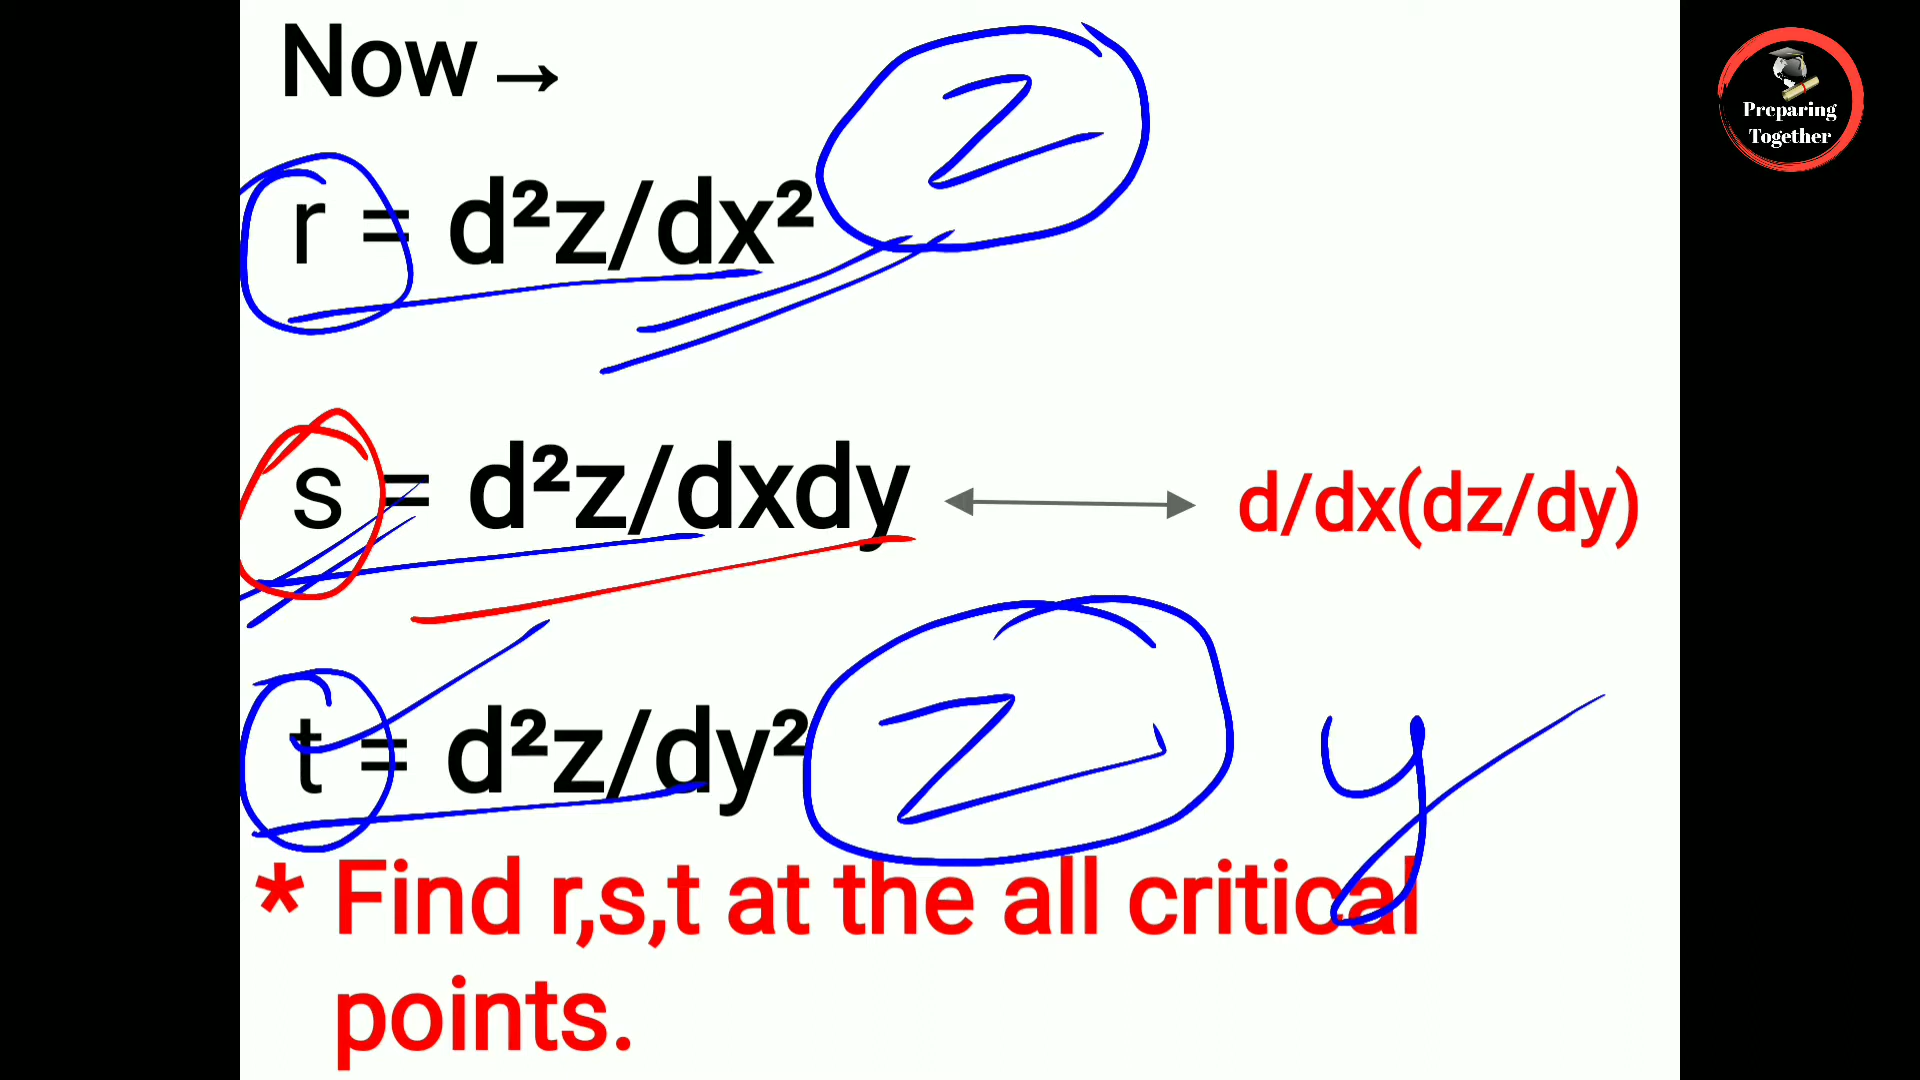 Now→
Z
r = d²z/dx²
s = d²z/dxdy
d/dx(dz/dy)
t = d²z/dy²
Z
y
* Find r,s,t at the all critical
points.
Preparing
Together